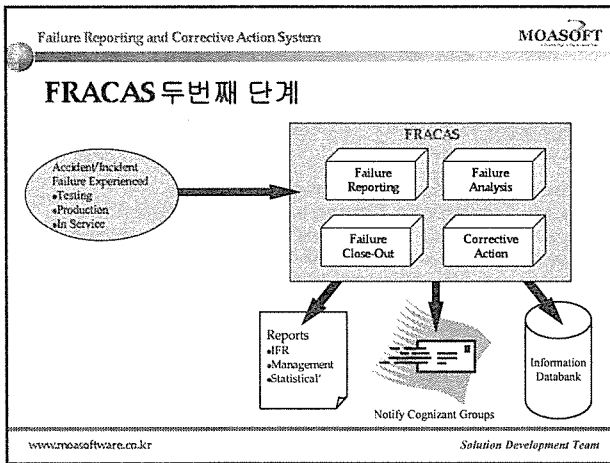 Failure Reporting and Corrective Action System
MOASOFT
FRACAS 두번째 단계
FRACAS
Accident/Incident
Failure Experienced
•Testing
•Production
•In Service
Failure
Reporting
Failure
Analysis
Failure
Close-Out
Corrective
Action
Reports
•IFR
•Management
•Statistical'
Notify Cognizant Groups
Information
Databank
www.moasoftware.co.kr
Solution Development Team